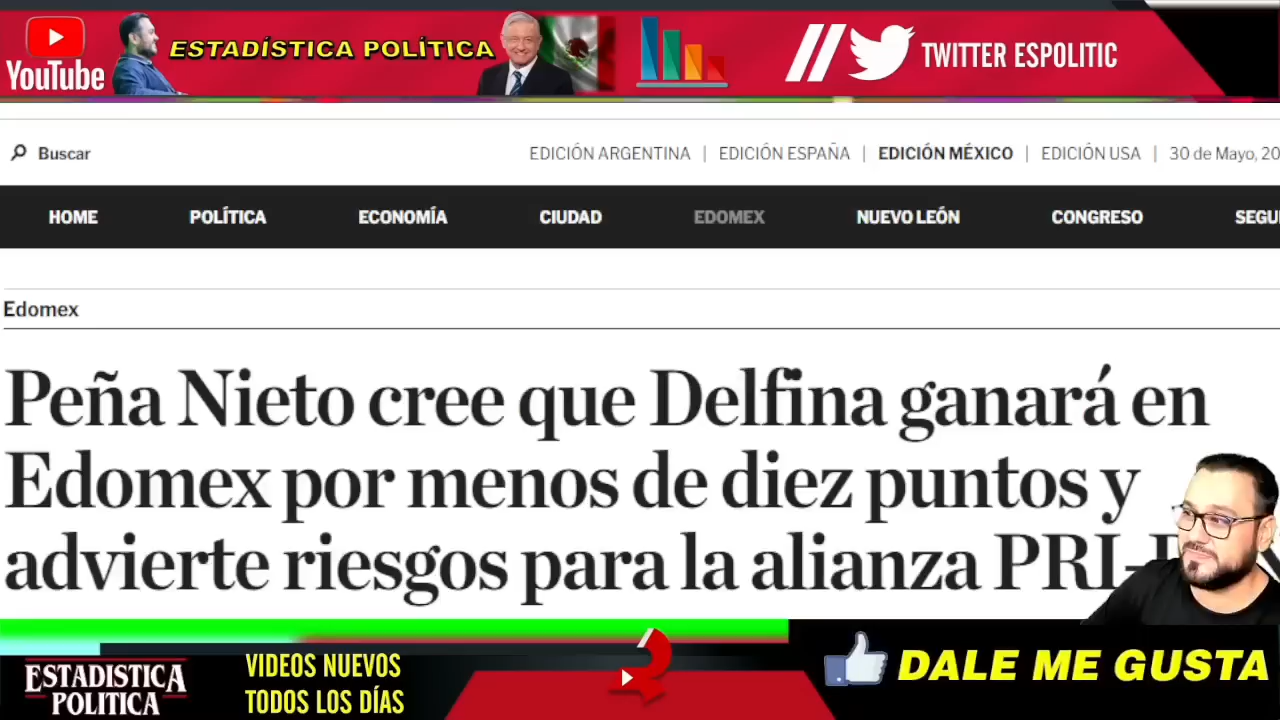 YouTube
ESTADÍSTICA POLÍTICA
TWITTER ESPOLITIC
Buscar
EDICIÓN ARGENTINA | EDICIÓN ESPAÑA | EDICIÓN MÉXICO | EDICIÓN USA | 30 de Mayo, 20
HOME POLÍTICA ECONOMÍA CIUDAD EDOMEX NUEVO LEÓN CONGRESO SEGU
Edomex
Peña Nieto cree que Delfina ganará en
Edomex por menos de diez puntos y
advierte riesgos para la alianza PRI-
ESTADISTICA
POLITICA
VIDEOS NUEVOS
TODOS LOS DÍAS
DALE ME GUSTA